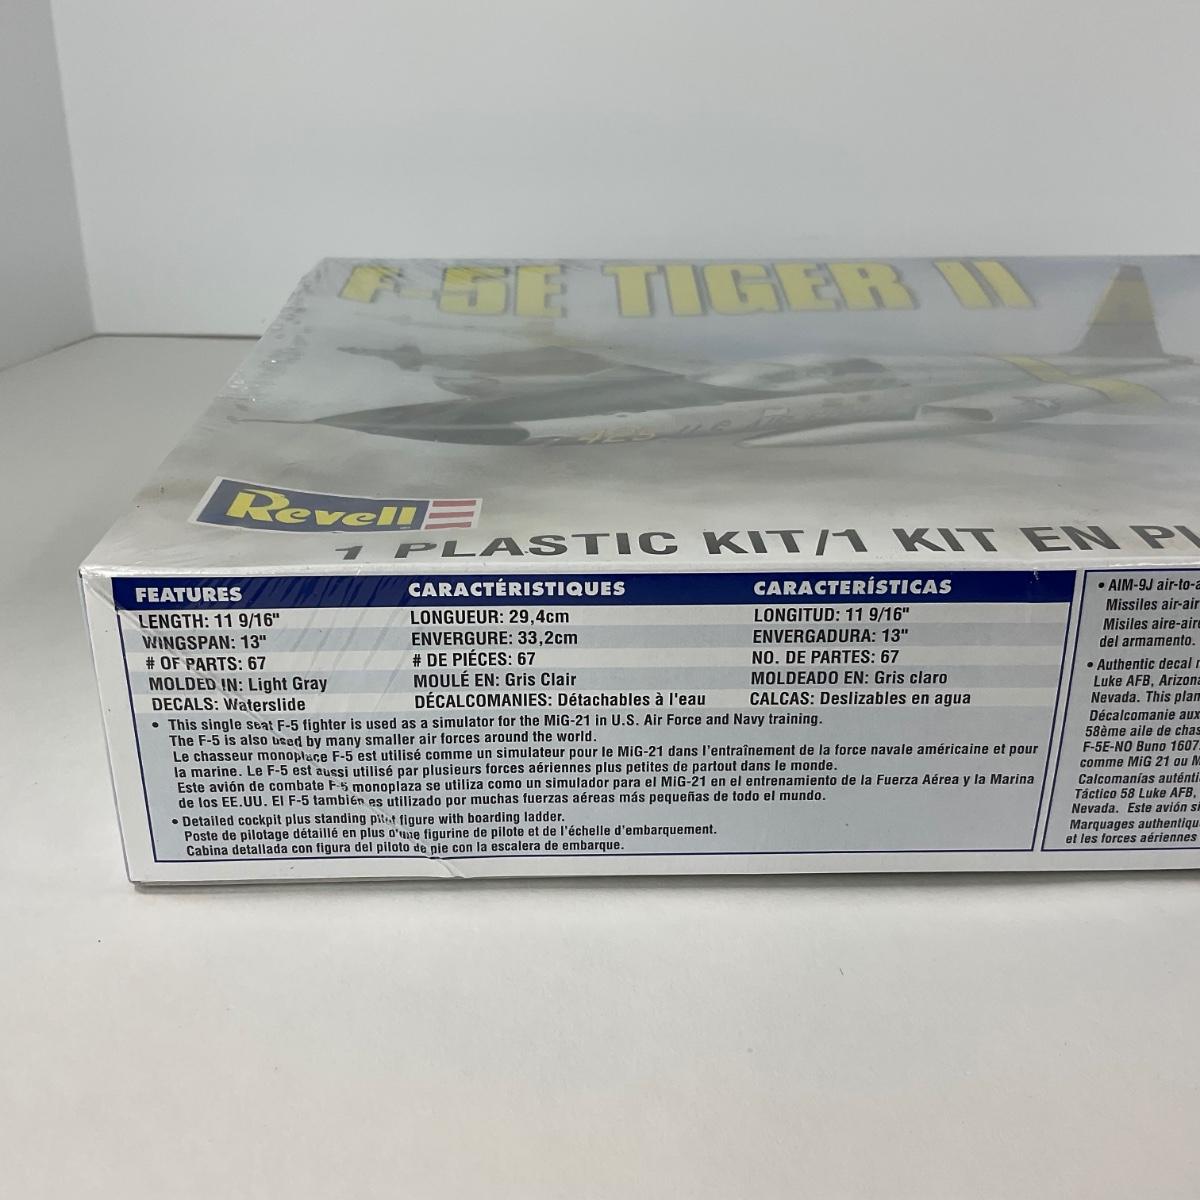 F-5E TIGER II
425 U.S. AIR
Revell
1 PLASTIC KIT/1 KIT EN
FEATURES
LENGTH: 11 9/16"
WINGSPAN: 13"
# OF PARTS: 67
MOLDED IN: Light Gray
DECALS: Waterslide
CARACTÉRISTIQUES
LONGUEUR: 29,4cm
ENVERGURE: 33,2cm
# DE PIÉCES: 67
MOULÉ EN: Gris Clair
DÉCALCOMANIES: Détachables à l'eau
CARACTERÍSTICAS
LONGITUD: 11 9/16"
ENVERGADURA: 13"
NO. DE PARTES: 67
MOLDEADO EN: Gris claro
CALCAS: Deslizables en agua
• This single seat F-5 fighter is used as a simulator for the MiG-21 in U.S. Air Force and Navy training.
The F-5 is also used by many smaller air forces around the world.
Le chasseur monoplace F-5 est utilisé comme un simulateur pour le MiG-21 dans l'entraînement de la force navale américaine et pour
la marine. Le F-5 est aussi utilisé par plusieurs forces aériennes plus petites de partout dans le monde.
Este avión de combate F-5 monoplaza se utiliza como un simulador para el MiG-21 en el entrenamiento de la Fuerza Aérea y la Marina
de los EE.UU. El F-5 también es utilizado por muchas fuerzas aéreas más pequeñas de todo el mundo.
• Detailed cockpit plus standing pilot figure with boarding ladder.
Poste de pilotage détaillé en plus d'une figurine de pilote et de l'échelle d'embarquement.
Cabina detallada con figura del piloto de pie con la escalera de embarque.
• AIM-9J air-to-a
Missiles air-air
Misiles aire-aire
del armamento.
• Authentic decal
Luke AFB, Arizona
Nevada. This plan
Décalcomanie aux
58ème aile de chas
F-5E-NO Buno 1607
comme MiG 21 ou M
Calcomanías auténti
Táctico 58 Luke AFB,
Nevada. Este avión si
Marquages authentiqu
et les forces aériennes